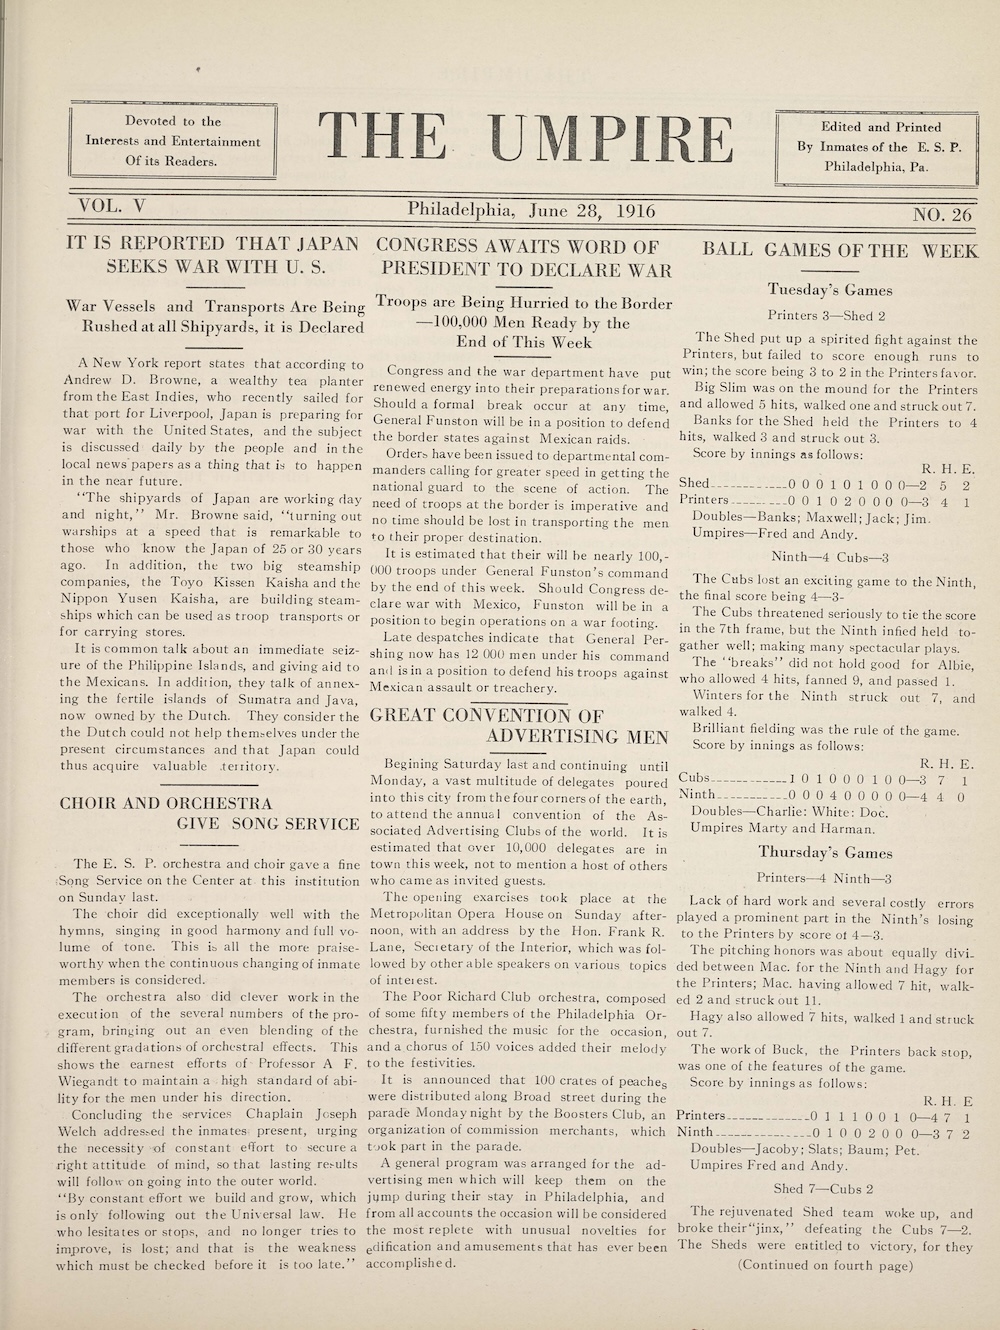 Devoted to the
Interests and Entertainment
Of its Readers.
THE UMPIRE
Edited and Printed
By Inmates of the E. S. P.
Philadelphia, Pa.
VOL. V
Philadelphia, June 28, 1916
NO. 26
IT IS REPORTED THAT JAPAN
SEEKS WAR WITH U. S.
War Vessels and Transports Are Being
Rushed at all Shipyards, it is Declared
A New York report states that according to
Andrew D. Browne, a wealthy tea planter
from the East Indies, who recently sailed for
that port for Liverpool, Japan is preparing for
war with the United States, and the subject
is discussed daily by the people and in the
local news papers as a thing that is to happen
in the near future.
"The shipyards of Japan are working day
and night," Mr. Browne said, "turning out
warships at a speed that is remarkable to
those who know the Japan of 25 or 30 years
ago. In addition, the two big steamship
companies, the Toyo Kissen Kaisha and the
Nippon Yusen Kaisha, are building steam-
ships which can be used as troop transports or
for carrying stores.
It is common talk about an immediate seiz-
ure of the Philippine Islands, and giving aid to
the Mexicans. In addition, they talk of annex-
ing the fertile islands of Sumatra and Java,
now owned by the Dutch. They consider the
the Dutch could not help themselves under the
present circumstances and that Japan could
thus acquire valuable .territory.
CHOIR AND ORCHESTRA
GIVE SONG SERVICE
The E. S. P. orchestra and choir gave a fine
Song Service on the Center at this institution
on Sunday last.
The choir did exceptionally well with the
hymns, singing in good harmony and full vo-
lume of tone. This is all the more praise-
worthy when the continuous changing of inmate
members is considered.
The orchestra also did clever work in the
execution of the several numbers of the pro-
gram, bringing out an even blending of the
different gradations of orchestral effects. This
shows the earnest efforts of Professor A F.
Wiegandt to maintain a high standard of abi-
lity for the men under his direction.
Concluding the services Chaplain Joseph
Welch addressed the inmates present, urging
the necessity of constant effort to secure a
right attitude of mind, so that lasting results
will follow on going into the outer world.
"By constant effort we build and grow, which
is only following out the Universal law. He
who lesitates or stops, and no longer tries to
improve, is lost; and that is the weakness
which must be checked before it is too late."
CONGRESS AWAITS WORD OF
PRESIDENT TO DECLARE WAR
Troops are Being Hurried to the Border
—100,000 Men Ready by the
End of This Week
Congress and the war department have put
renewed energy into their preparations for war.
Should a formal break occur at any time,
General Funston will be in a position to defend
the border states against Mexican raids.
Orders have been issued to departmental com-
manders calling for greater speed in getting the
national guard to the scene of action. The
need of troops at the border is imperative and
no time should be lost in transporting the men
to their proper destination.
It is estimated that their will be nearly 100,-
000 troops under General Funston's command
by the end of this week. Should Congress de-
clare war with Mexico, Funston will be in a
position to begin operations on a war footing.
Late despatches indicate that General Per-
shing now has 12 000 men under his command
and is in a position to defend his troops against
Mexican assault or treachery.
GREAT CONVENTION OF
ADVERTISING MEN
Begining Saturday last and continuing until
Monday, a vast multitude of delegates poured
into this city from the four corners of the earth,
to attend the annual convention of the As-
sociated Advertising Clubs of the world. It is
estimated that over 10,000 delegates are in
town this week, not to mention a host of others
who came as invited guests.
The opening exarcises took place at the
Metropolitan Opera House on Sunday after-
noon, with an address by the Hon. Frank R.
Lane, Secretary of the Interior, which was fol-
lowed by other able speakers on various topics
of interest.
The Poor Richard Club orchestra, composed
of some fifty members of the Philadelphia Or-
chestra, furnished the music for the occasion,
and a chorus of 150 voices added their melody
to the festivities.
It is announced that 100 crates of peaches
were distributed along Broad street during the
parade Monday night by the Boosters Club, an
organization of commission merchants, which
took part in the parade.
A general program was arranged for the ad-
vertising men which will keep them on the
jump during their stay in Philadelphia, and
from all accounts the occasion will be considered
the most replete with unusual novelties for
edification and amusements that has ever been
accomplished.
BALL GAMES OF THE WEEK
Tuesday's Games
Printers 3—Shed 2
The Shed put up a spirited fight against the
Printers, but failed to score enough runs to
win; the score being 3 to 2 in the Printers favor.
Big Slim was on the mound for the Printers
and allowed 5 hits, walked one and struck out 7.
Banks for the Shed held the Printers to 4
hits, walked 3 and struck out 3.
Score by innings as follows:
R. H. E.
Shed____________0 0 0 1 0 1 0 0 0—2 5 2
Printers________0 0 1 0 2 0 0 0 0—3 4 1
Doubles—Banks; Maxwell; Jack; Jim.
Umpires—Fred and Andy.
Ninth—4 Cubs—3
The Cubs lost an exciting game to the Ninth,
the final score being 4—3-
The Cubs threatened seriously to tie the score
in the 7th frame, but the Ninth infied held to-
gather well; making many spectacular plays.
The "breaks" did not hold good for Albie,
who allowed 4 hits, fanned 9, and passed 1.
Winters for the Ninth struck out 7, and
walked 4.
Brilliant fielding was the rule of the game.
Score by innings as follows:
R. H. E.
Cubs____________1 0 1 0 0 0 1 0 0—3 7 1
Ninth___________0 0 0 4 0 0 0 0 0—4 4 0
Doubles—Charlie: White: Doc.
Umpires Marty and Harman.
Thursday's Games
Printers—4 Ninth—3
Lack of hard work and several costly errors
played a prominent part in the Ninth's losing
to the Printers by score of 4—3.
The pitching honors was about equally divi-
ded between Mac. for the Ninth and Hagy for
the Printers; Mac. having allowed 7 hit, walk-
ed 2 and struck out 11.
Hagy also allowed 7 hits, walked 1 and struck
out 7.
The work of Buck, the Printers back stop,
was one of the features of the game.
Score by innings as follows:
R. H. E
Printers_____________0 1 1 1 0 0 1 0—4 7 1
Ninth_______________0 1 0 0 2 0 0 0—3 7 2
Doubles—Jacoby; Slats; Baum; Pet.
Umpires Fred and Andy.
Shed 7—Cubs 2
The rejuvenated Shed team woke up, and
broke their "jinx," defeating the Cubs 7—2.
The Sheds were entitled to victory, for they
(Continued on fourth page)